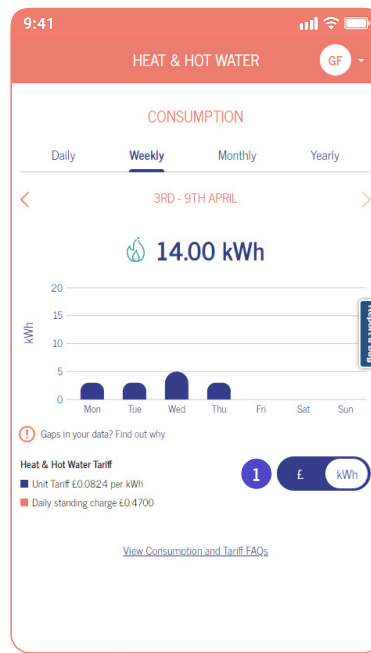 9:41
HEAT & HOT WATER
GF
CONSUMPTION
Daily Weekly Monthly Yearly
3RD - 9TH APRIL
14.00 kWh
20
15
10
5
0
kWh
Report a bug
Mon Tue Wed Thu Fri Sat Sun
Gaps in your data? Find out why
Heat & Hot Water Tariff
Unit Tariff £0.0824 per kWh
Daily standing charge £0.4700
1
£ kWh
View Consumption and Tariff FAQs